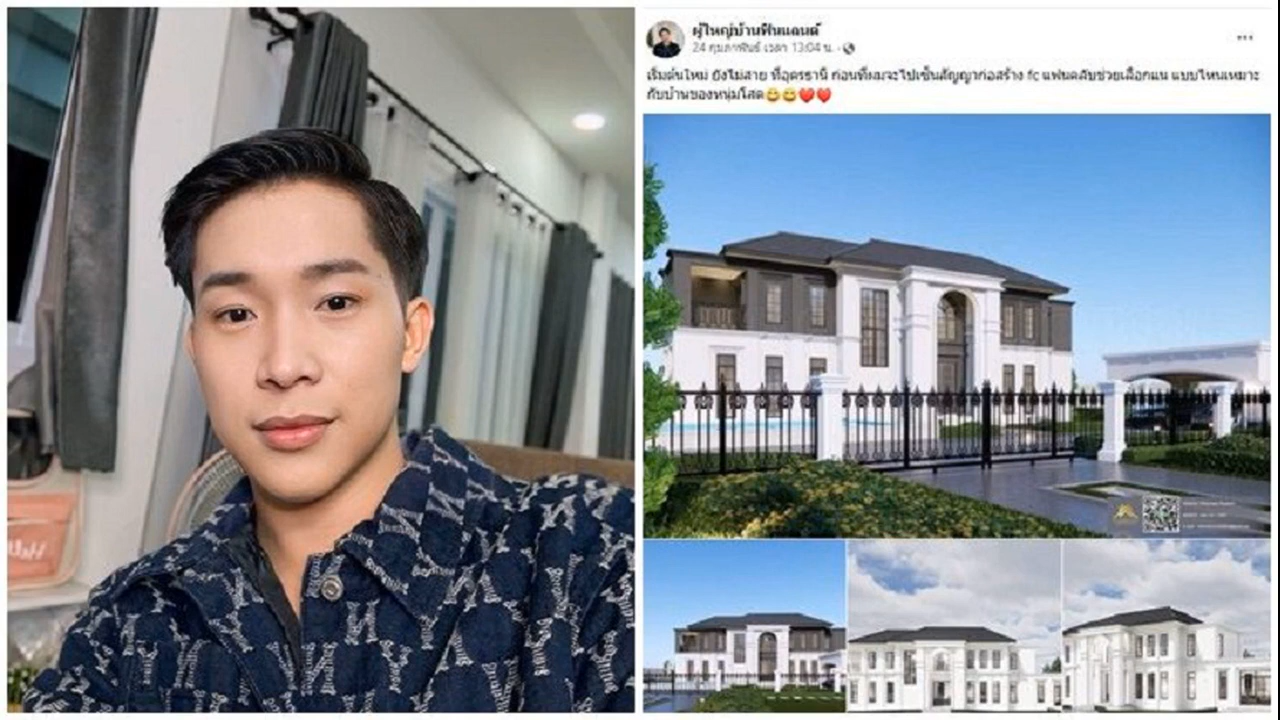 ผู้ใหญ่บ้านฟินแลนด์
24 กุมภาพันธ์ เวลา 13:04 น.
เริ่มต้นใหม่ ยังไม่สาย ที่อุดรธานี ก่อนที่ผมจะไปเซ็นสัญญาก่อสร้าง fc แฟนคลับช่วยเลือกแน แบบไหนเหมาะ
กับบ้านของหนุ่มโสด😄😄❤️❤️